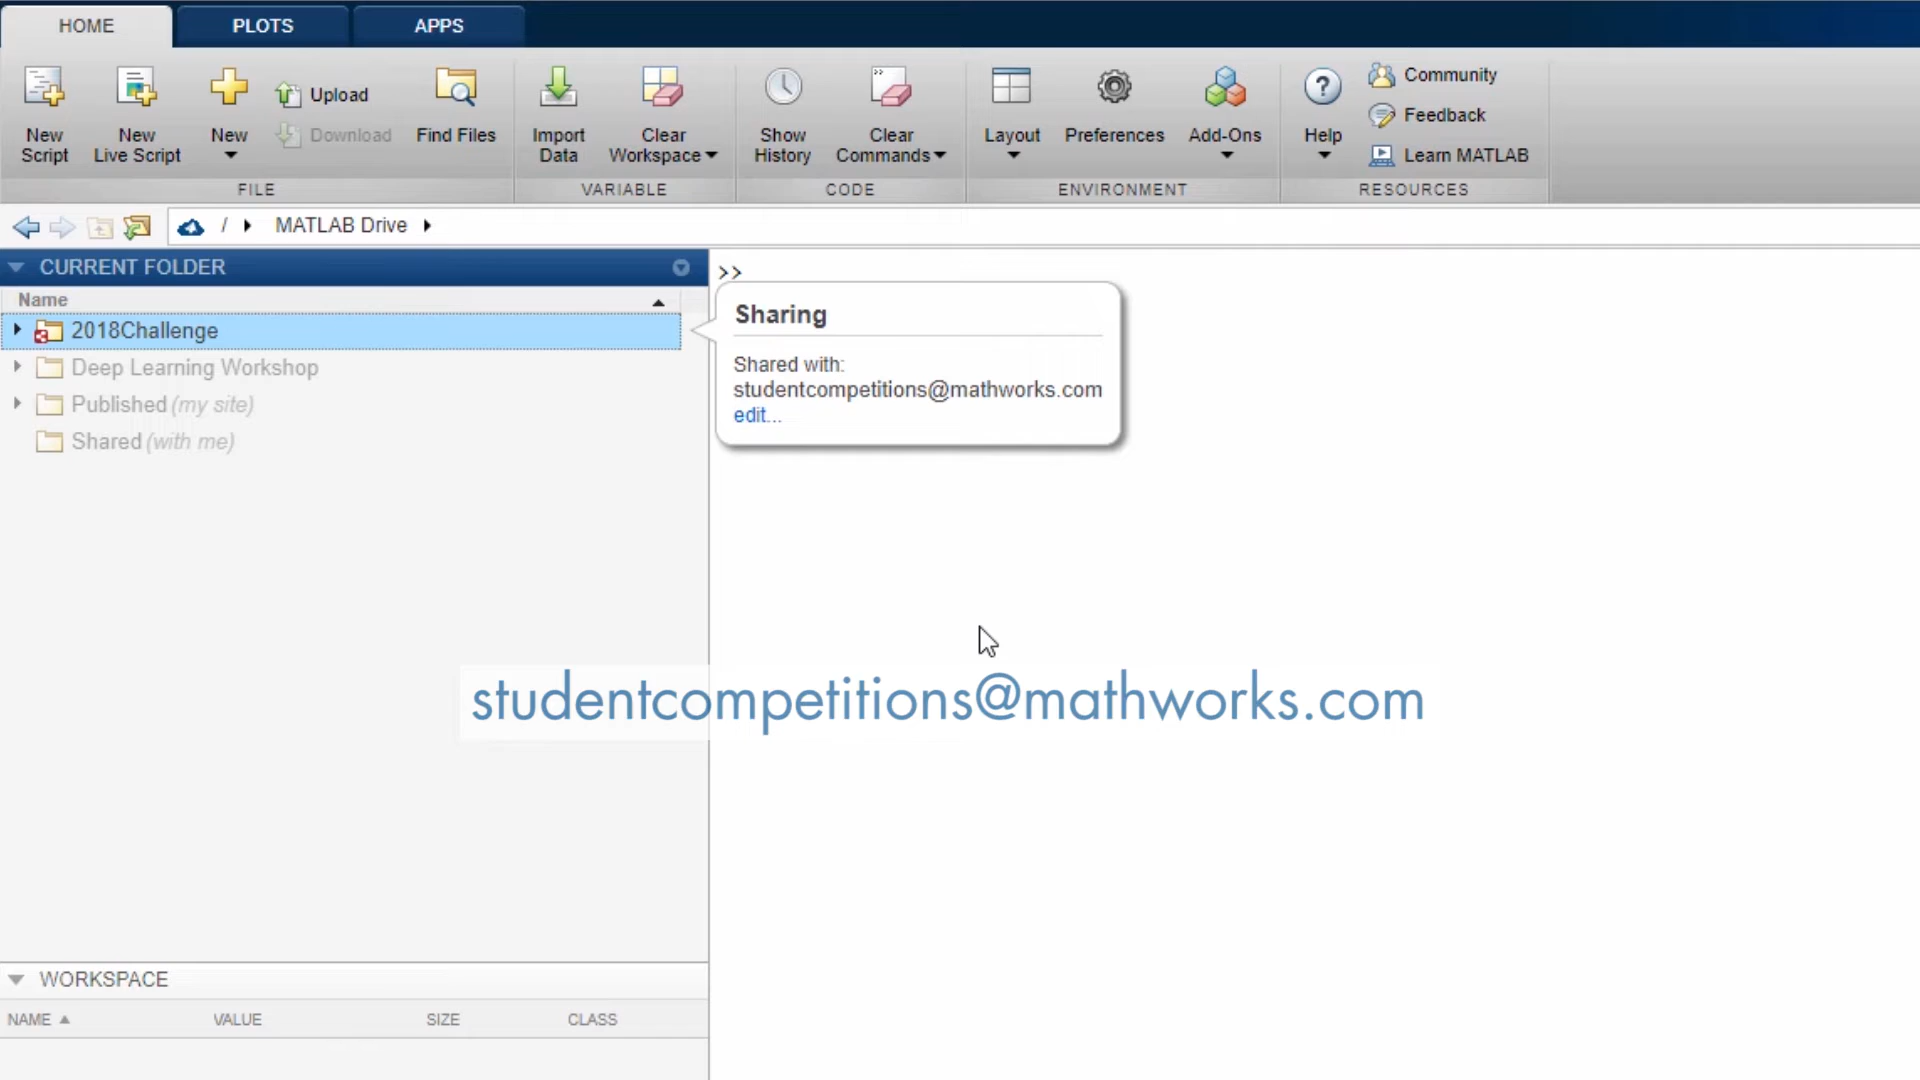 HOME PLOTS APPS
New Script
New Live Script
New
Upload
Download
Find Files
Import Data
Clear Workspace
Show History
Clear Commands
Layout
Preferences
Add-Ons
Help
Community
Feedback
Learn MATLAB
FILE VARIABLE CODE ENVIRONMENT RESOURCES
/ MATLAB Drive
CURRENT FOLDER
Name
2018Challenge
Deep Learning Workshop
Published (my site)
Shared (with me)
>>
Sharing
Shared with:
studentcompetitions@mathworks.com
edit...
studentcompetitions@mathworks.com
WORKSPACE
NAME VALUE SIZE CLASS